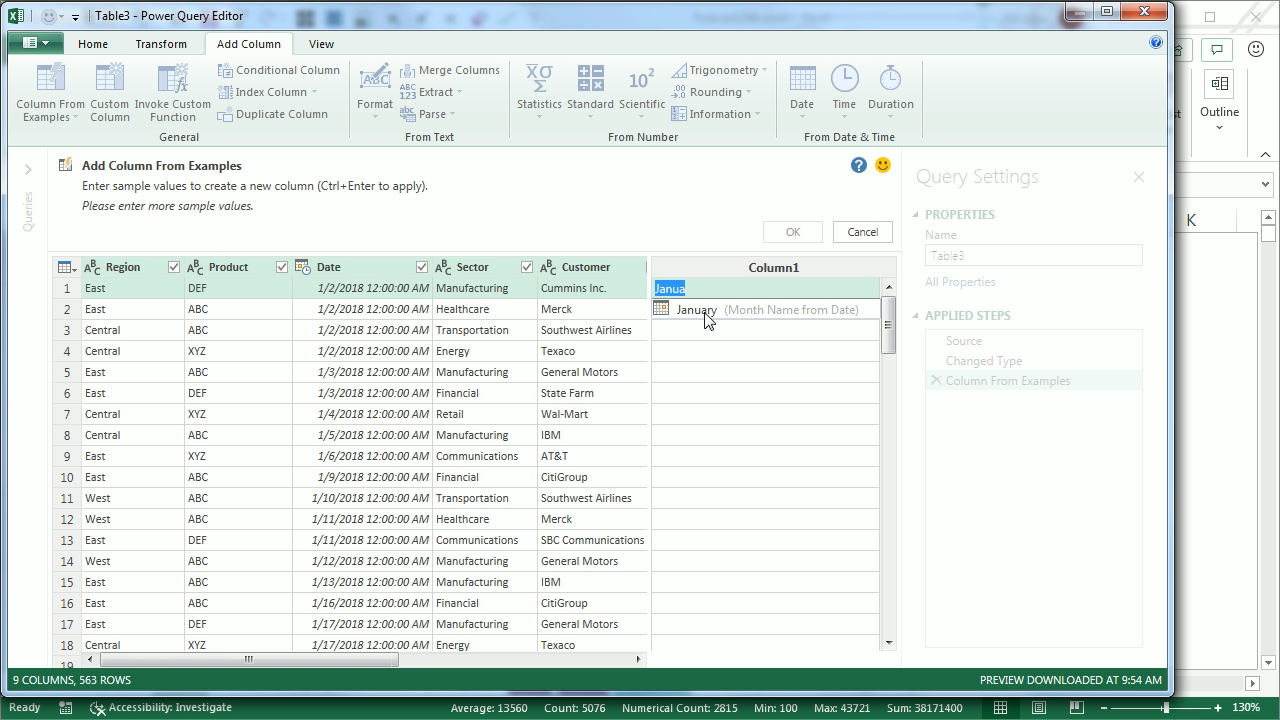 Table3 - Power Query Editor
Home Transform Add Column View
Column From Examples
Custom Column
Invoke Custom Function
Conditional Column
Index Column
Duplicate Column
General
Format
Merge Columns
Extract
Parse
From Text
Statistics
Standard
Scientific
Trigonometry
Rounding
Information
From Number
Date
Time
Duration
From Date & Time
Outline
Queries
Add Column From Examples
Enter sample values to create a new column (Ctrl+Enter to apply).
Please enter more sample values.
OK Cancel
Region Product Date Sector Customer Column1
1 East DEF 1/2/2018 12:00:00 AM Manufacturing Cummins Inc. Janua
2 East ABC 1/2/2018 12:00:00 AM Healthcare Merck January (Month Name from Date)
3 Central ABC 1/2/2018 12:00:00 AM Transportation Southwest Airlines
4 Central XYZ 1/2/2018 12:00:00 AM Energy Texaco
5 East ABC 1/3/2018 12:00:00 AM Manufacturing General Motors
6 East DEF 1/3/2018 12:00:00 AM Financial State Farm
7 Central XYZ 1/4/2018 12:00:00 AM Retail Wal-Mart
8 Central ABC 1/5/2018 12:00:00 AM Manufacturing IBM
9 East XYZ 1/6/2018 12:00:00 AM Communications AT&T
10 East ABC 1/9/2018 12:00:00 AM Financial CitiGroup
11 West ABC 1/10/2018 12:00:00 AM Transportation Southwest Airlines
12 West ABC 1/11/2018 12:00:00 AM Healthcare Merck
13 East DEF 1/11/2018 12:00:00 AM Communications SBC Communications
14 West ABC 1/12/2018 12:00:00 AM Manufacturing General Motors
15 East ABC 1/13/2018 12:00:00 AM Manufacturing IBM
16 East ABC 1/16/2018 12:00:00 AM Financial CitiGroup
17 East DEF 1/17/2018 12:00:00 AM Manufacturing General Motors
18 Central XYZ 1/17/2018 12:00:00 AM Energy Texaco
19
Query Settings
PROPERTIES
Name
Table3
All Properties
APPLIED STEPS
Source
Changed Type
Column From Examples
K
9 COLUMNS, 563 ROWS PREVIEW DOWNLOADED AT 9:54 AM
Ready Accessibility: Investigate Average: 13560 Count: 5076 Numerical Count: 2815 Min: 100 Max: 43721 Sum: 38171400 130%